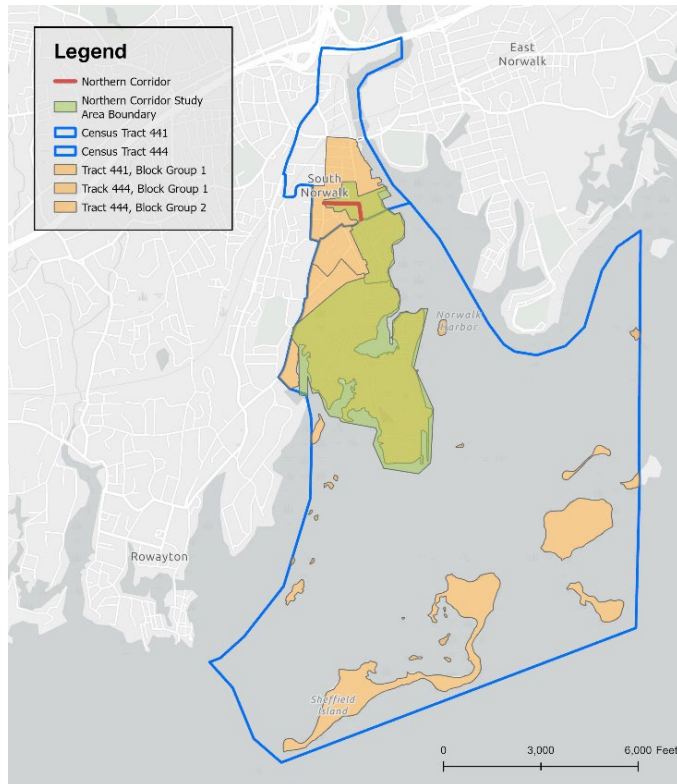 Legend
Northern Corridor
Northern Corridor Study
Area Boundary
Census Tract 441
Census Tract 444
Tract 441, Block Group 1
Track 444, Block Group 1
Tract 444, Block Group 2
East
Norwalk
South
Norwalk
Norwalk
Harbor
Rowayton
Sheffield
Island
0 3,000 6,000 Feet